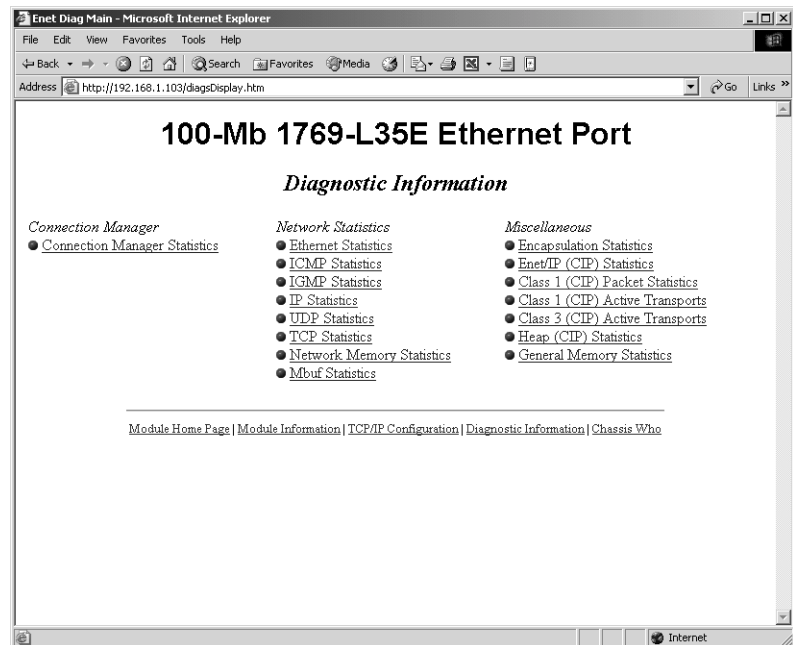 Enet Diag Main - Microsoft Internet Explorer
File Edit View Favorites Tools Help
Back Search Favorites Media
Address http://192.168.1.103/diagsDisplay.htm Go Links »
100-Mb 1769-L35E Ethernet Port
Diagnostic Information
Connection Manager
Connection Manager Statistics
Network Statistics
Ethernet Statistics
ICMP Statistics
IGMP Statistics
IP Statistics
UDP Statistics
TCP Statistics
Network Memory Statistics
Mbuf Statistics
Miscellaneous
Encapsulation Statistics
Enet/IP (CIP) Statistics
Class 1 (CIP) Packet Statistics
Class 1 (CIP) Active Transports
Class 3 (CIP) Active Transports
Heap (CIP) Statistics
General Memory Statistics
Module Home Page | Module Information | TCP/IP Configuration | Diagnostic Information | Chassis Who
Internet